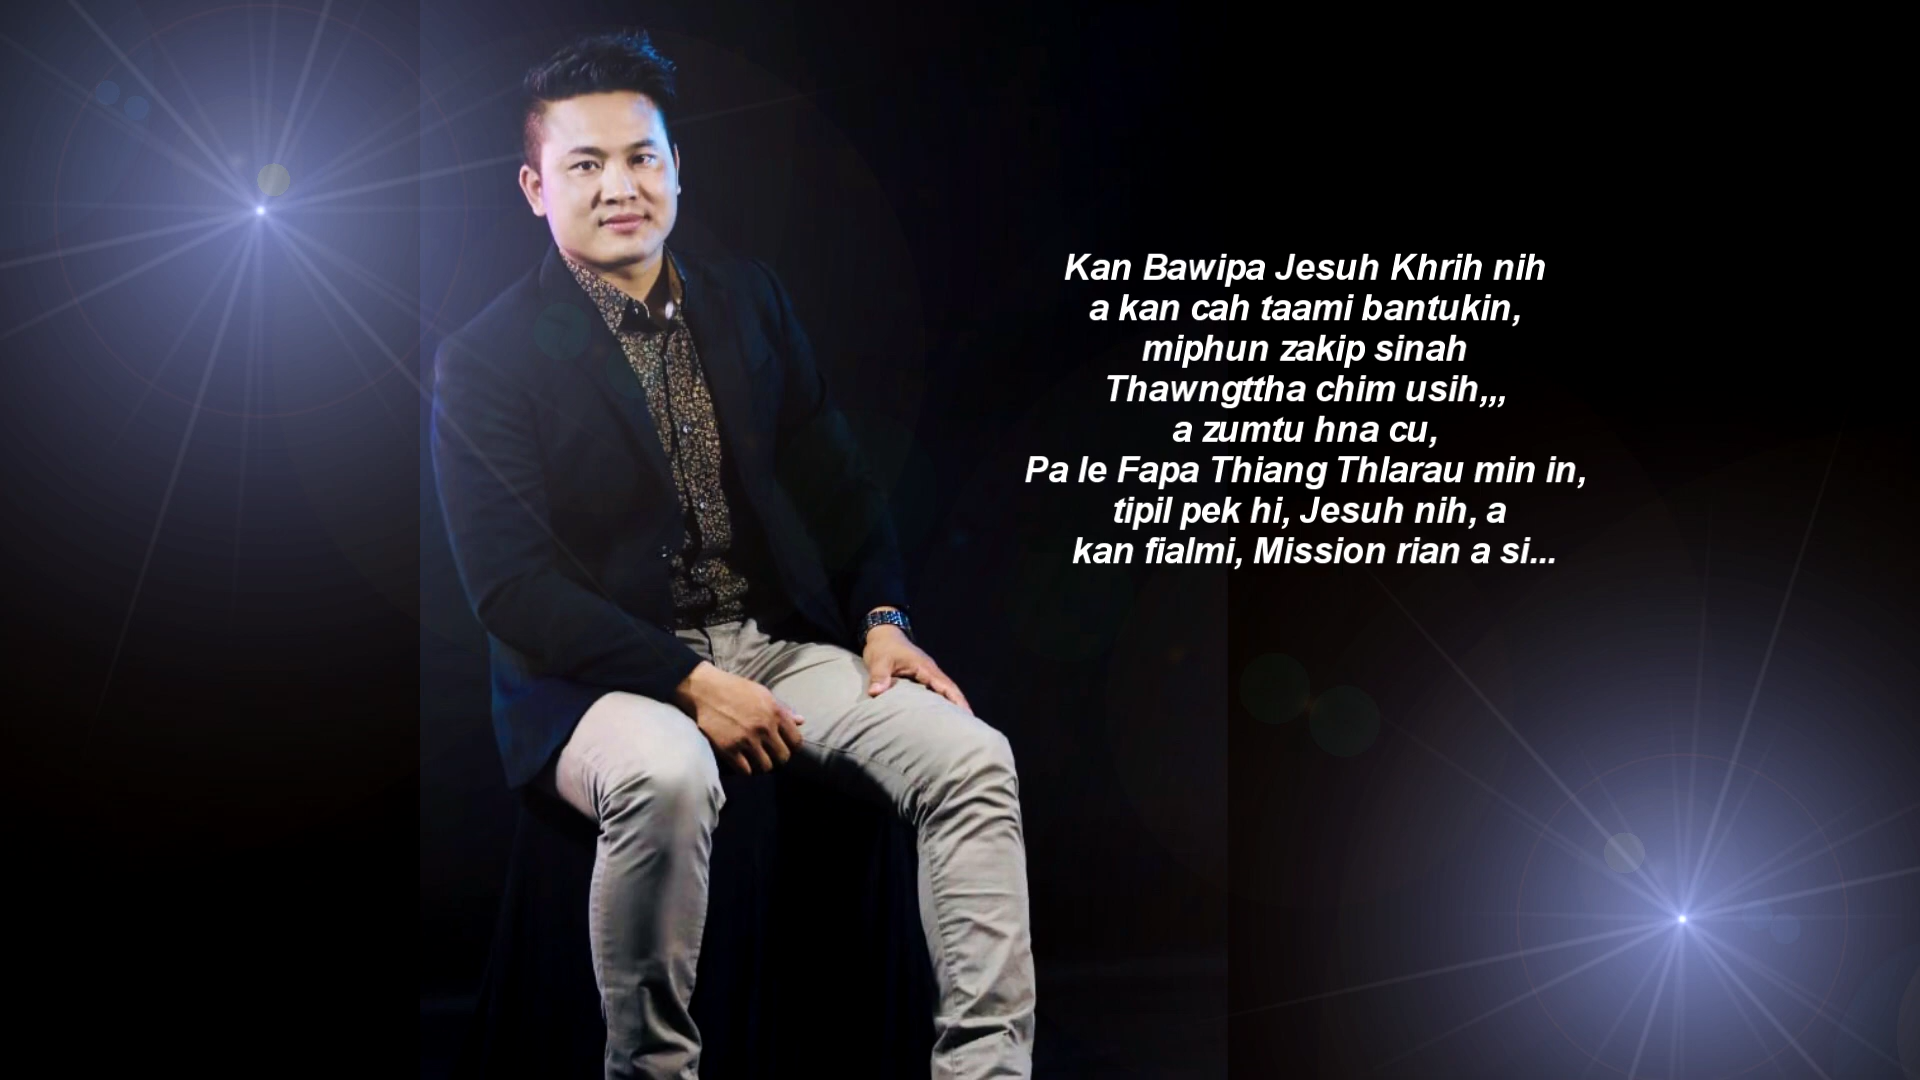 Kan Bawipa Jesuh Khrih nih
a kan cah taami bantukin,
miphun zakip sinah
Thawngttha chim usih,,,
a zumtu hna cu,
Pa le Fapa Thiang Thlarau min in,
tipil pek hi, Jesuh nih, a
kan fialmi, Mission rian a si...